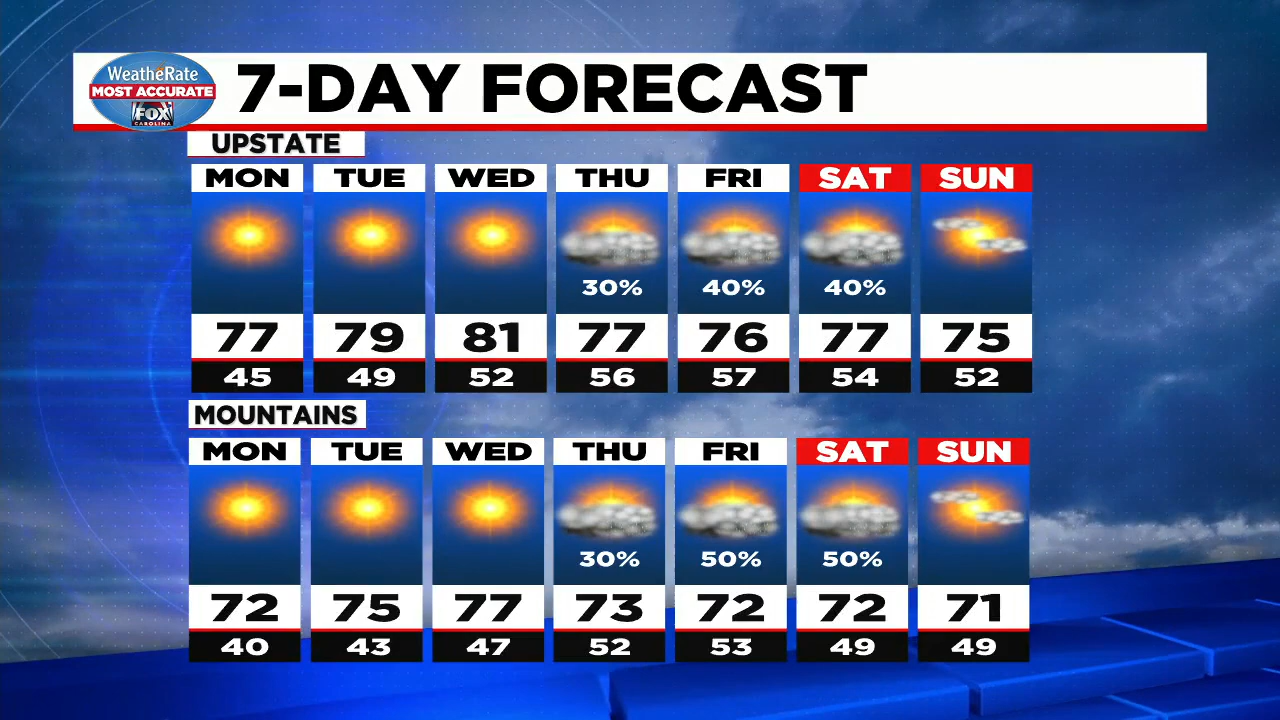 WeatheRate
MOST ACCURATE
FOX
CAROLINA
7-DAY FORECAST
UPSTATE
MON TUE WED THU FRI SAT SUN
30% 40% 40%
77 79 81 77 76 77 75
45 49 52 56 57 54 52
MOUNTAINS
MON TUE WED THU FRI SAT SUN
30% 50% 50%
72 75 77 73 72 72 71
40 43 47 52 53 49 49